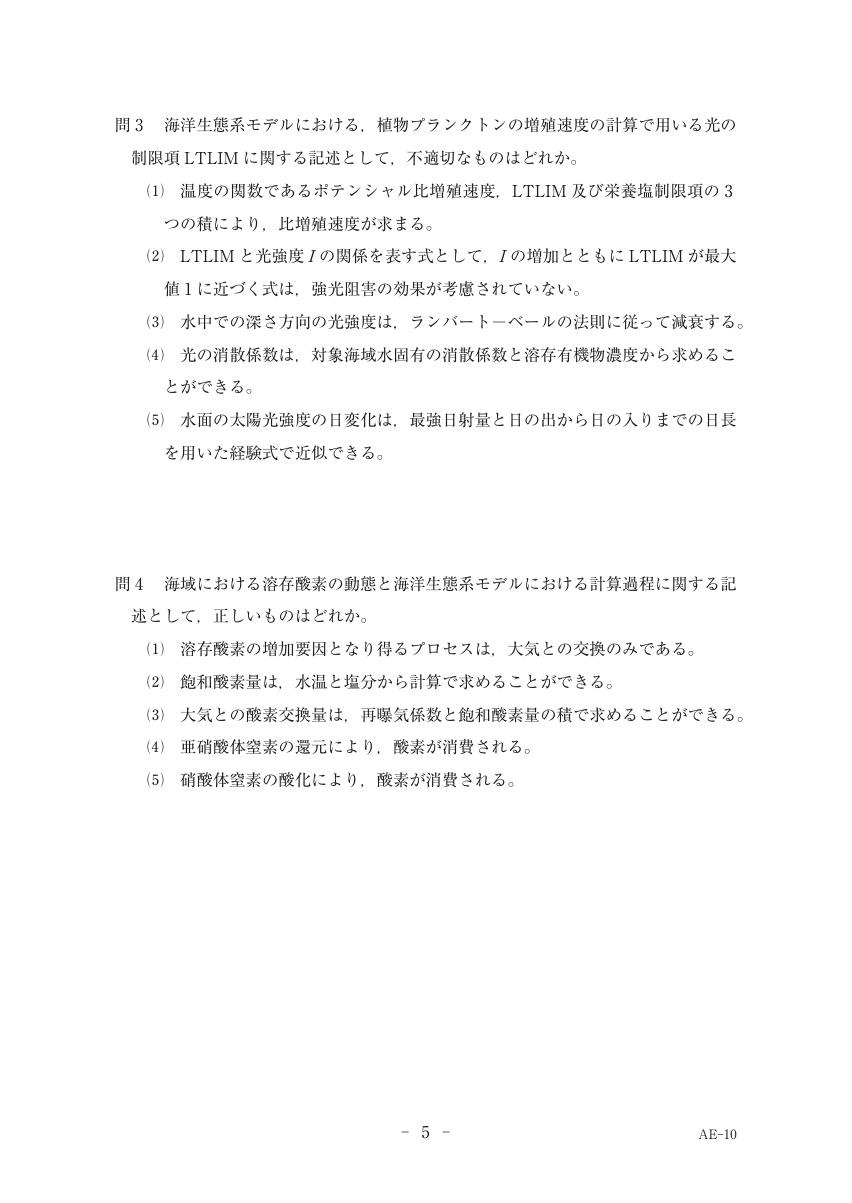 問3　海洋生態系モデルにおける，植物プランクトンの増殖速度の計算で用いる光の
制限項 LTLIM に関する記述として，不適切なものはどれか。
⑴　温度の関数であるポテンシャル比増殖速度，LTLIM 及び栄養塩制限項の3
つの積により，比増殖速度が求まる。
⑵　LTLIM と光強度 I の関係を表す式として，I の増加とともに LTLIM が最大
値1に近づく式は，強光阻害の効果が考慮されていない。
⑶　水中での深さ方向の光強度は，ランバート－ベールの法則に従って減衰する。
⑷　光の消散係数は，対象海域水固有の消散係数と溶存有機物濃度から求めるこ
とができる。
⑸　水面の太陽光強度の日変化は，最強日射量と日の出から日の入りまでの日長
を用いた経験式で近似できる。
問4　海域における溶存酸素の動態と海洋生態系モデルにおける計算過程に関する記
述として，正しいものはどれか。
⑴　溶存酸素の増加要因となり得るプロセスは，大気との交換のみである。
⑵　飽和酸素量は，水温と塩分から計算で求めることができる。
⑶　大気との酸素交換量は，再曝気係数と飽和酸素量の積で求めることができる。
⑷　亜硝酸体窒素の還元により，酸素が消費される。
⑸　硝酸体窒素の酸化により，酸素が消費される。
- 5 -
AE-10